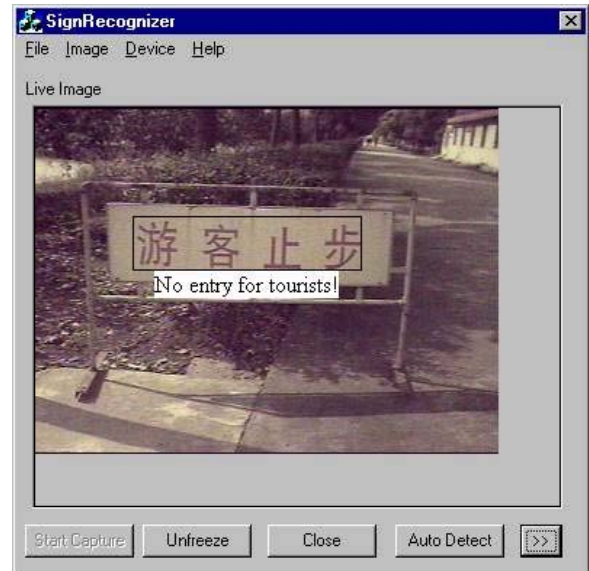 SignRecognizer
File Image Device Help
Live Image
游客止步
No entry for tourists!
Start Capture Unfreeze Close Auto Detect >>